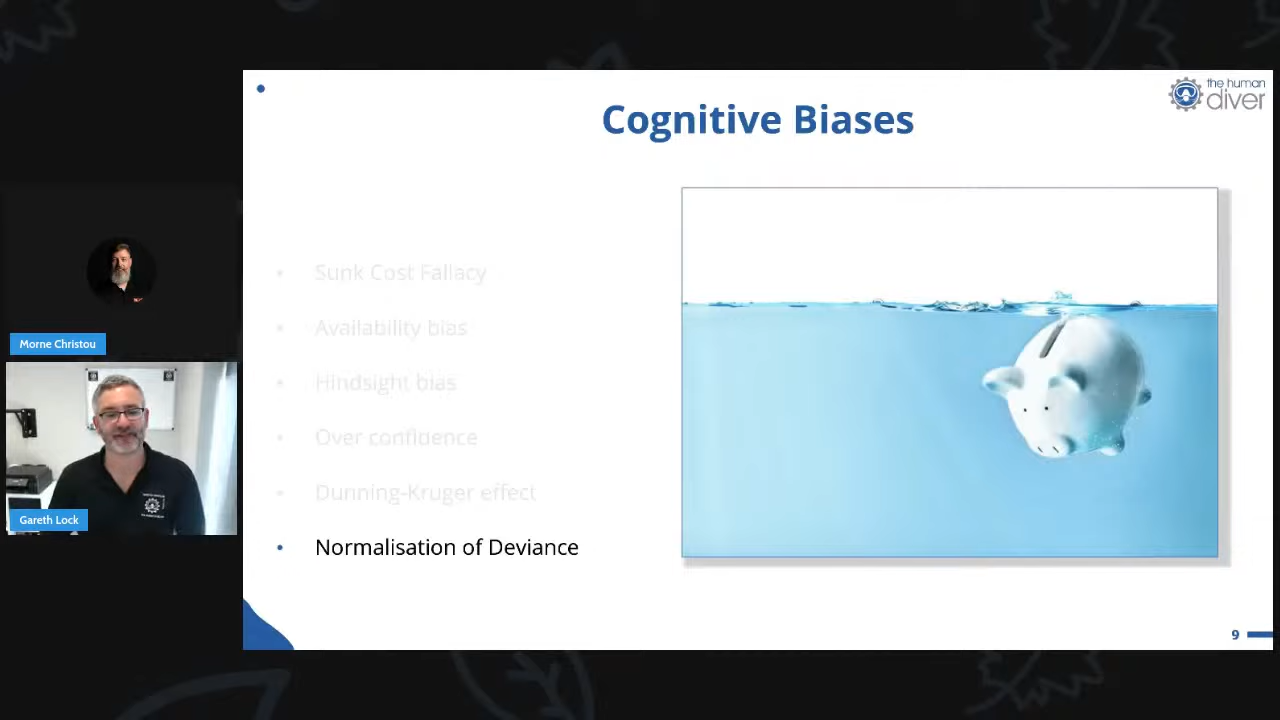 the human
diver
Cognitive Biases
Sunk Cost Fallacy
Availability bias
Hindsight bias
Over confidence
Dunning-Kruger effect
Normalisation of Deviance
Morne Christou
Gareth Lock
9